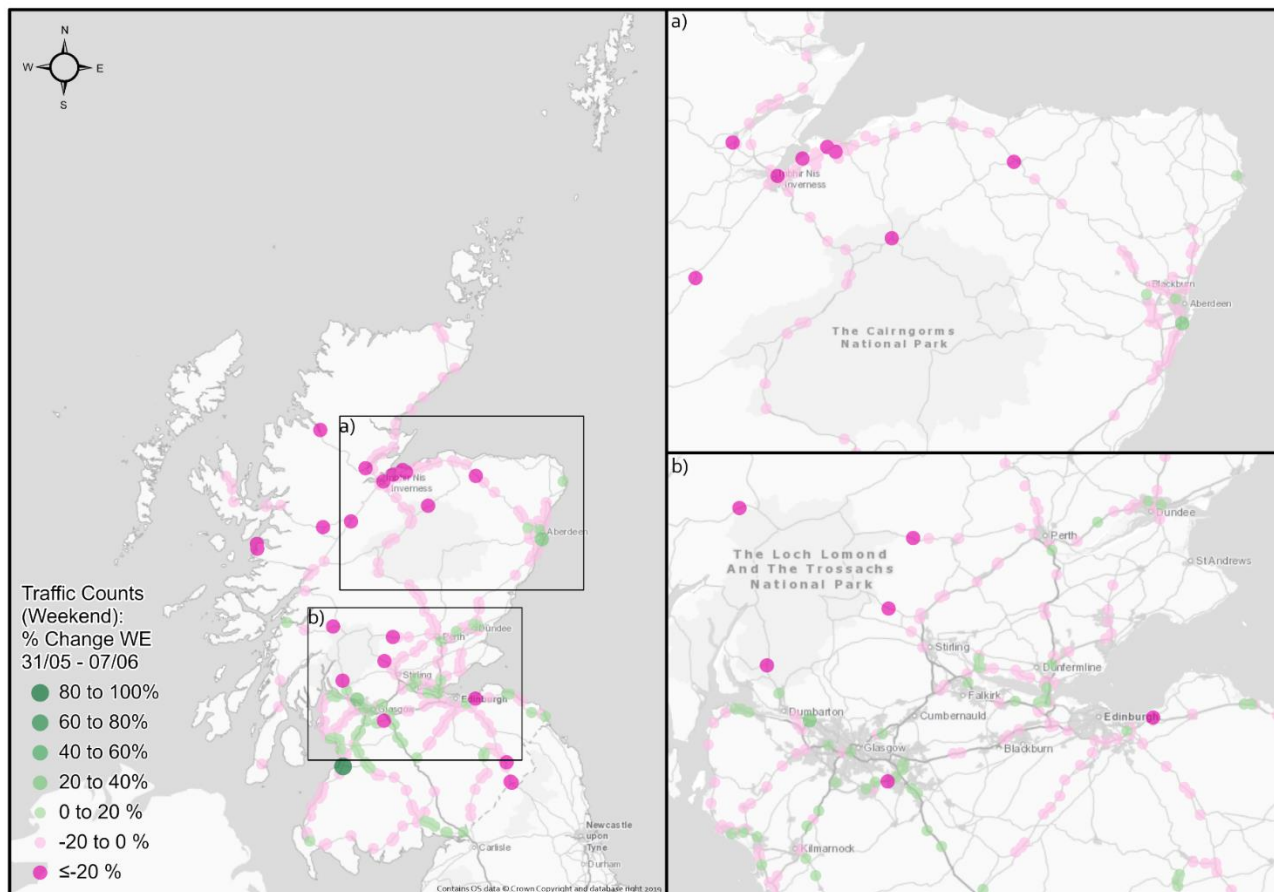 N
W E
S
a)
Inverness
Aberdeen
b)
Perth
Dundee
Stirling
Edinburgh
Glasgow
Newcastle
upon
Tyne
Carlisle
Durham
Traffic Counts
(Weekend):
% Change WE
31/05 - 07/06
80 to 100%
60 to 80%
40 to 60%
20 to 40%
0 to 20 %
-20 to 0 %
≤-20 %
Contains OS data © Crown Copyright and database right 2019
a)
Inverness
Blackburn
Aberdeen
The Cairngorms
National Park
b)
Dundee
Perth
St Andrews
The Loch Lomond
And The Trossachs
National Park
Stirling
Dunfermline
Falkirk
Dumbarton
Cumbernauld
Edinburgh
Glasgow
Blackburn
Kilmarnock